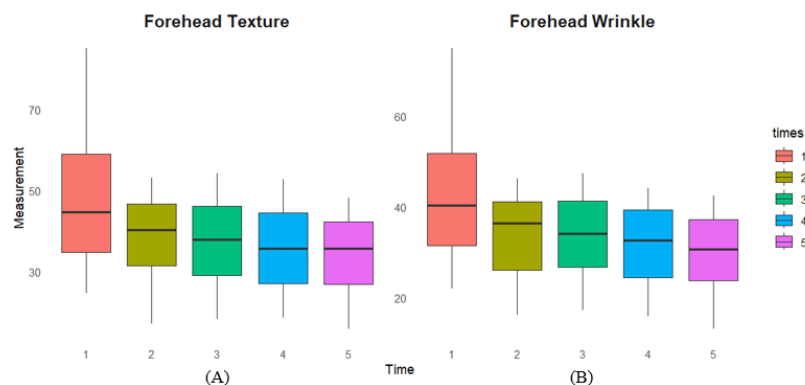 Forehead Texture
Forehead Wrinkle
Measurement
70
50
30
60
40
20
times
1
2
3
4
5
1 2 3 4 5
1 2 3 4 5
Time
(A)
(B)